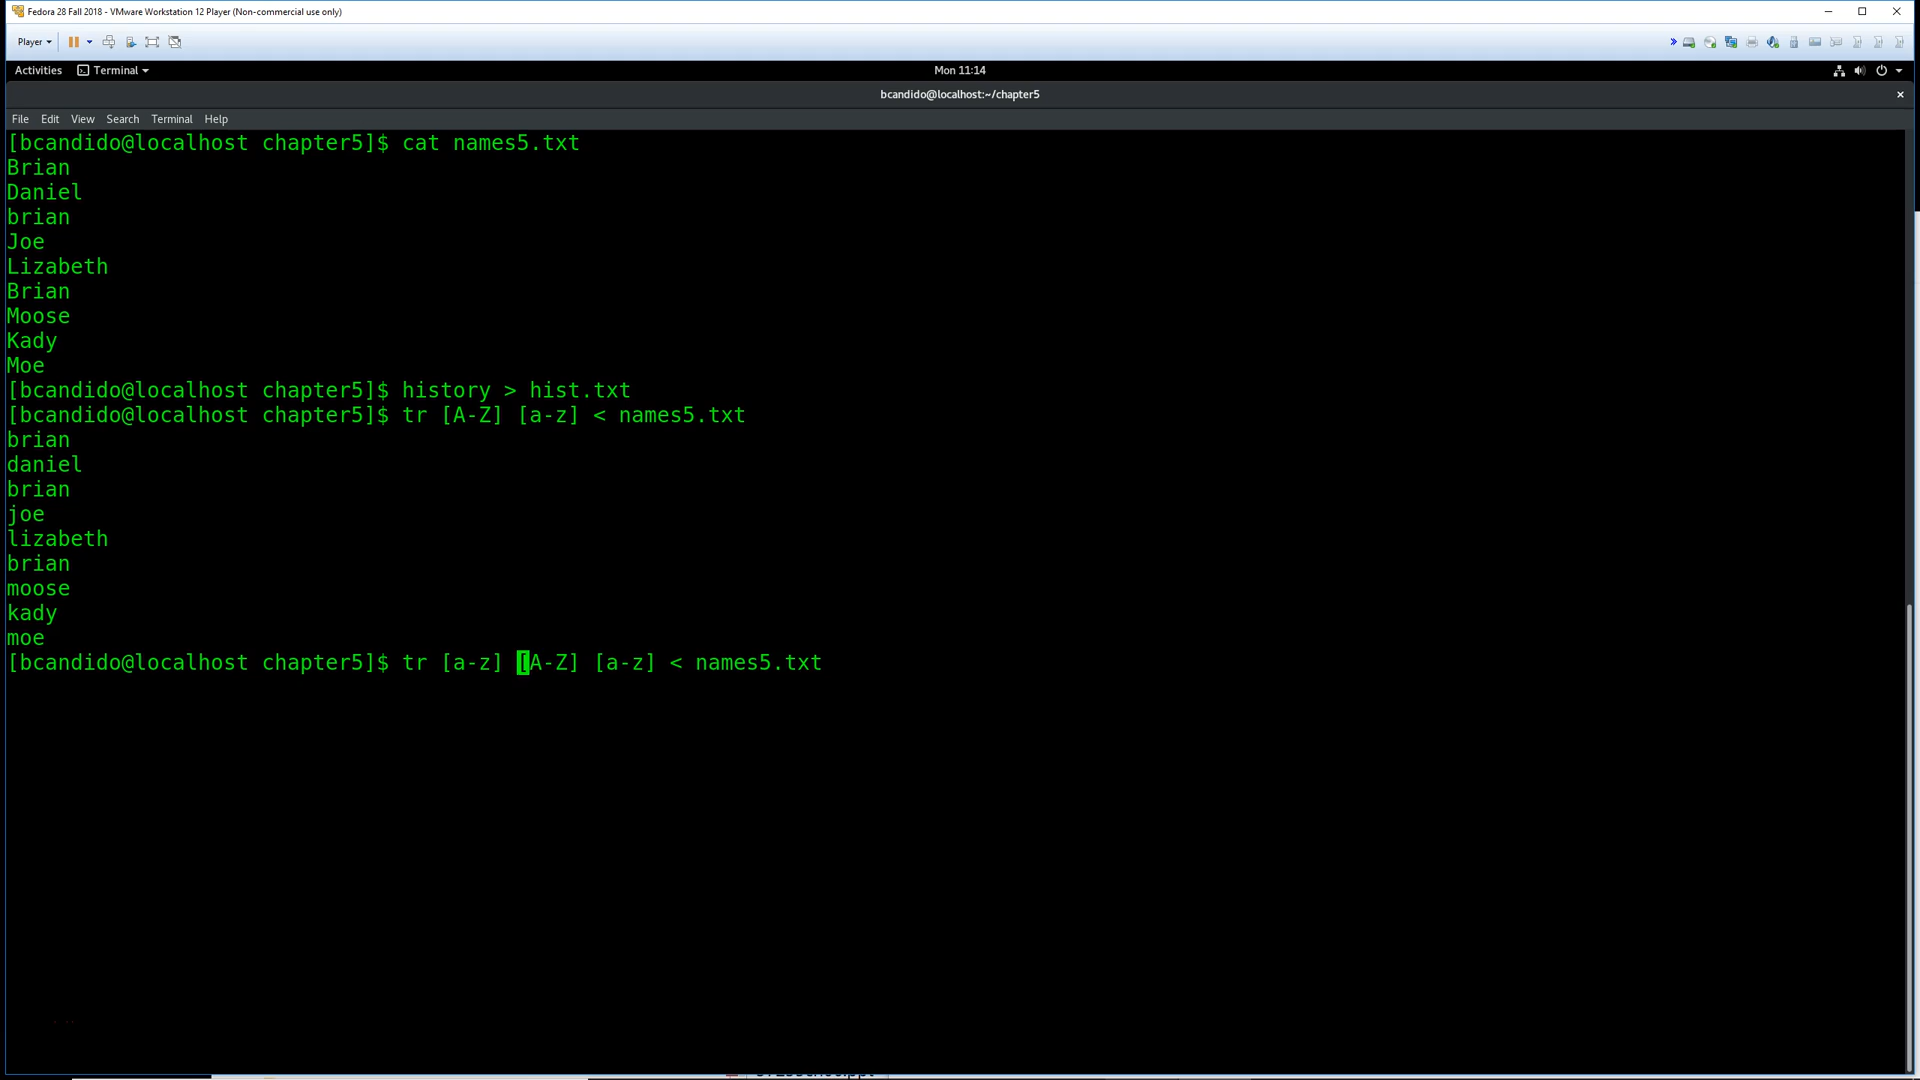 Fedora 28 Fall 2018 - VMware Workstation 12 Player (Non-commercial use only)
Player
Activities
Terminal
Mon 11:14
bcandido@localhost:~/chapter5
File Edit View Search Terminal Help
[bcandido@localhost chapter5]$ cat names5.txt
Brian
Daniel
brian
Joe
Lizabeth
Brian
Moose
Kady
Moe
[bcandido@localhost chapter5]$ history > hist.txt
[bcandido@localhost chapter5]$ tr [A-Z] [a-z] < names5.txt
brian
daniel
brian
joe
lizabeth
brian
moose
kady
moe
[bcandido@localhost chapter5]$ tr [a-z] [A-Z] [a-z] < names5.txt